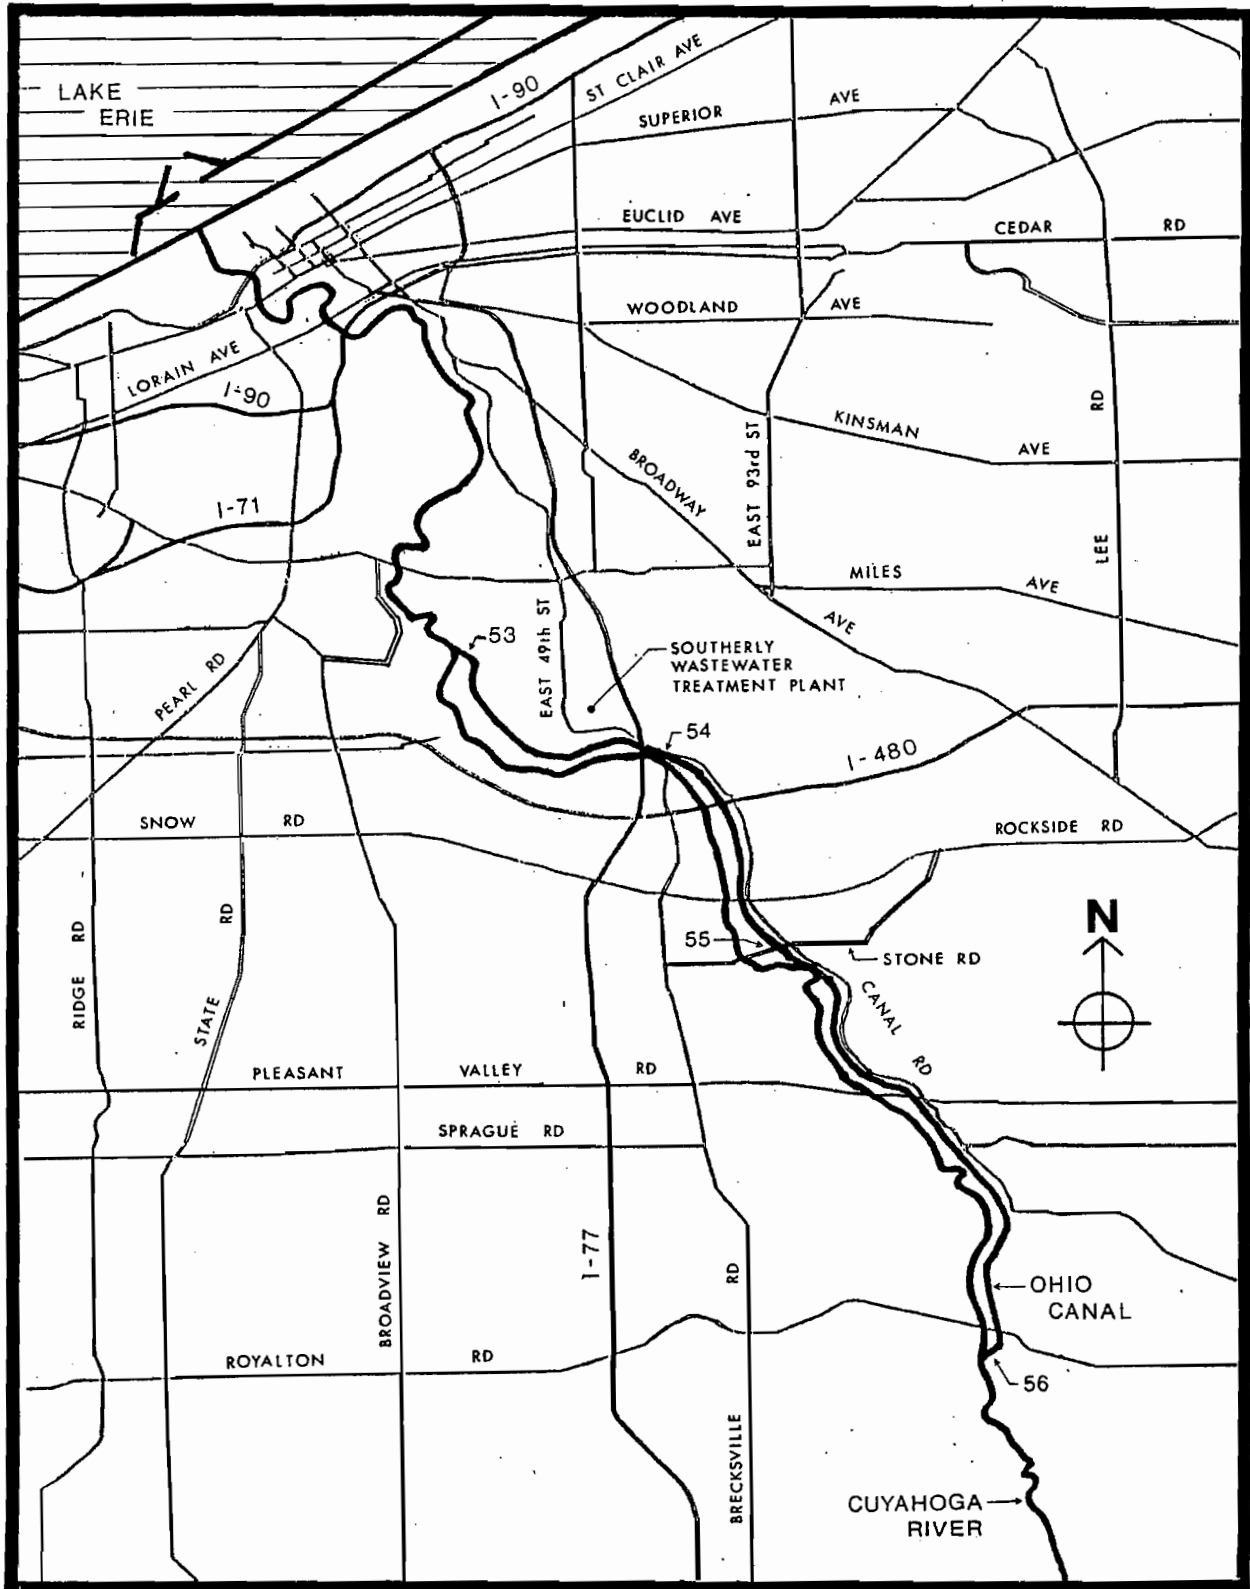 LAKE
ERIE
I-90
ST CLAIR AVE
SUPERIOR AVE
EUCLID AVE
CEDAR RD
WOODLAND AVE
LORAIN AVE
I-90
KINSMAN AVE
LEE RD
EAST 93rd ST
BROADWAY AVE
I-71
MILES AVE
53
EAST 49th ST
SOUTHERLY
WASTEWATER
TREATMENT PLANT
PEARL RD
54
I-480
SNOW RD
ROCKSIDE RD
RIDGE RD
STATE RD
N
55
STONE RD
CANAL RD
PLEASANT VALLEY RD
SPRAGUE RD
BROADVIEW RD
I-77
BRECKSVILLE RD
OHIO
CANAL
ROYALTON RD
56
CUYAHOGA
RIVER